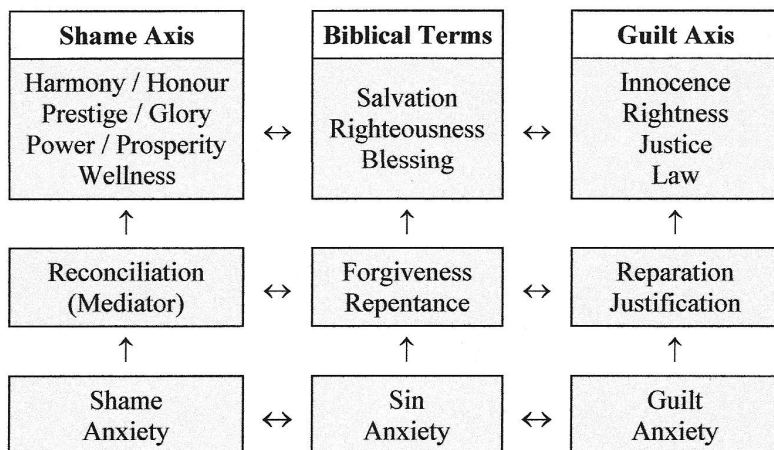 Shame Axis
Biblical Terms
Guilt Axis
Harmony / Honour
Prestige / Glory
Power / Prosperity
Wellness
↔
Salvation
Righteousness
Blessing
↔
Innocence
Rightness
Justice
Law
↑ ↑ ↑
Reconciliation
(Mediator)
↔
Forgiveness
Repentance
↔
Reparation
Justification
↑ ↑ ↑
Shame
Anxiety
↔
Sin
Anxiety
↔
Guilt
Anxiety